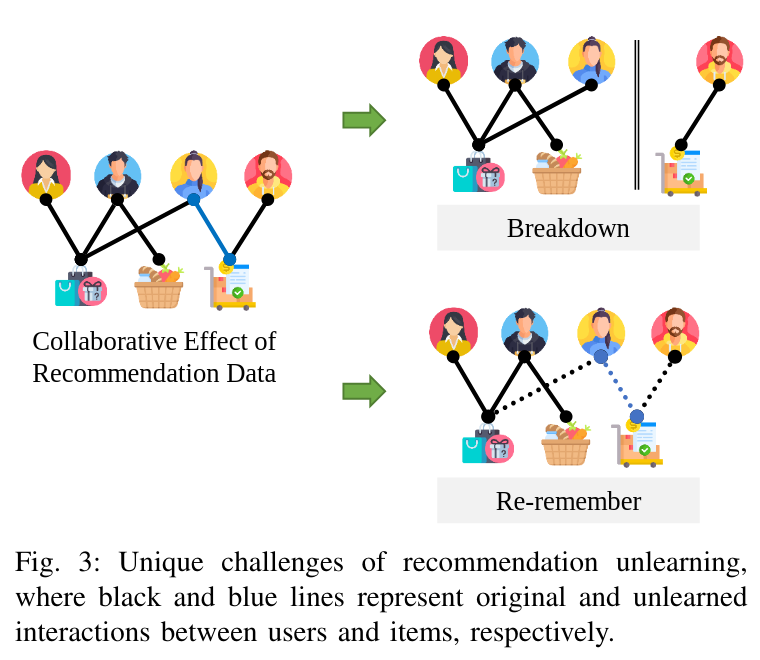 Breakdown
Collaborative Effect of
Recommendation Data
Re-remember
Fig. 3: Unique challenges of recommendation unlearning,
where black and blue lines represent original and unlearned
interactions between users and items, respectively.